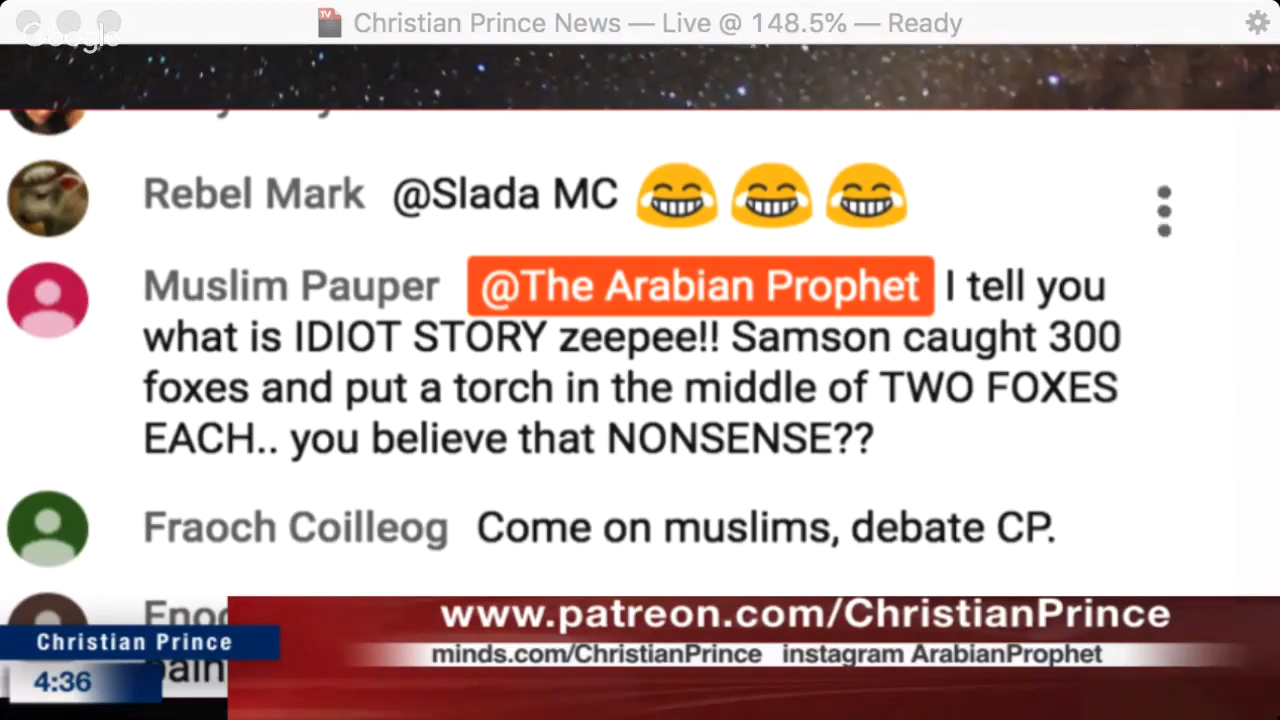 TV Christian Prince News — Live @ 148.5% — Ready
Google
Rebel Mark @Slada MC
Muslim Pauper @The Arabian Prophet I tell you
what is IDIOT STORY zeepee!! Samson caught 300
foxes and put a torch in the middle of TWO FOXES
EACH.. you believe that NONSENSE??
Fraoch Coilleog Come on muslims, debate CP.
www.patreon.com/ChristianPrince
Christian Prince
minds.com/ChristianPrince instagram ArabianProphet
4:36